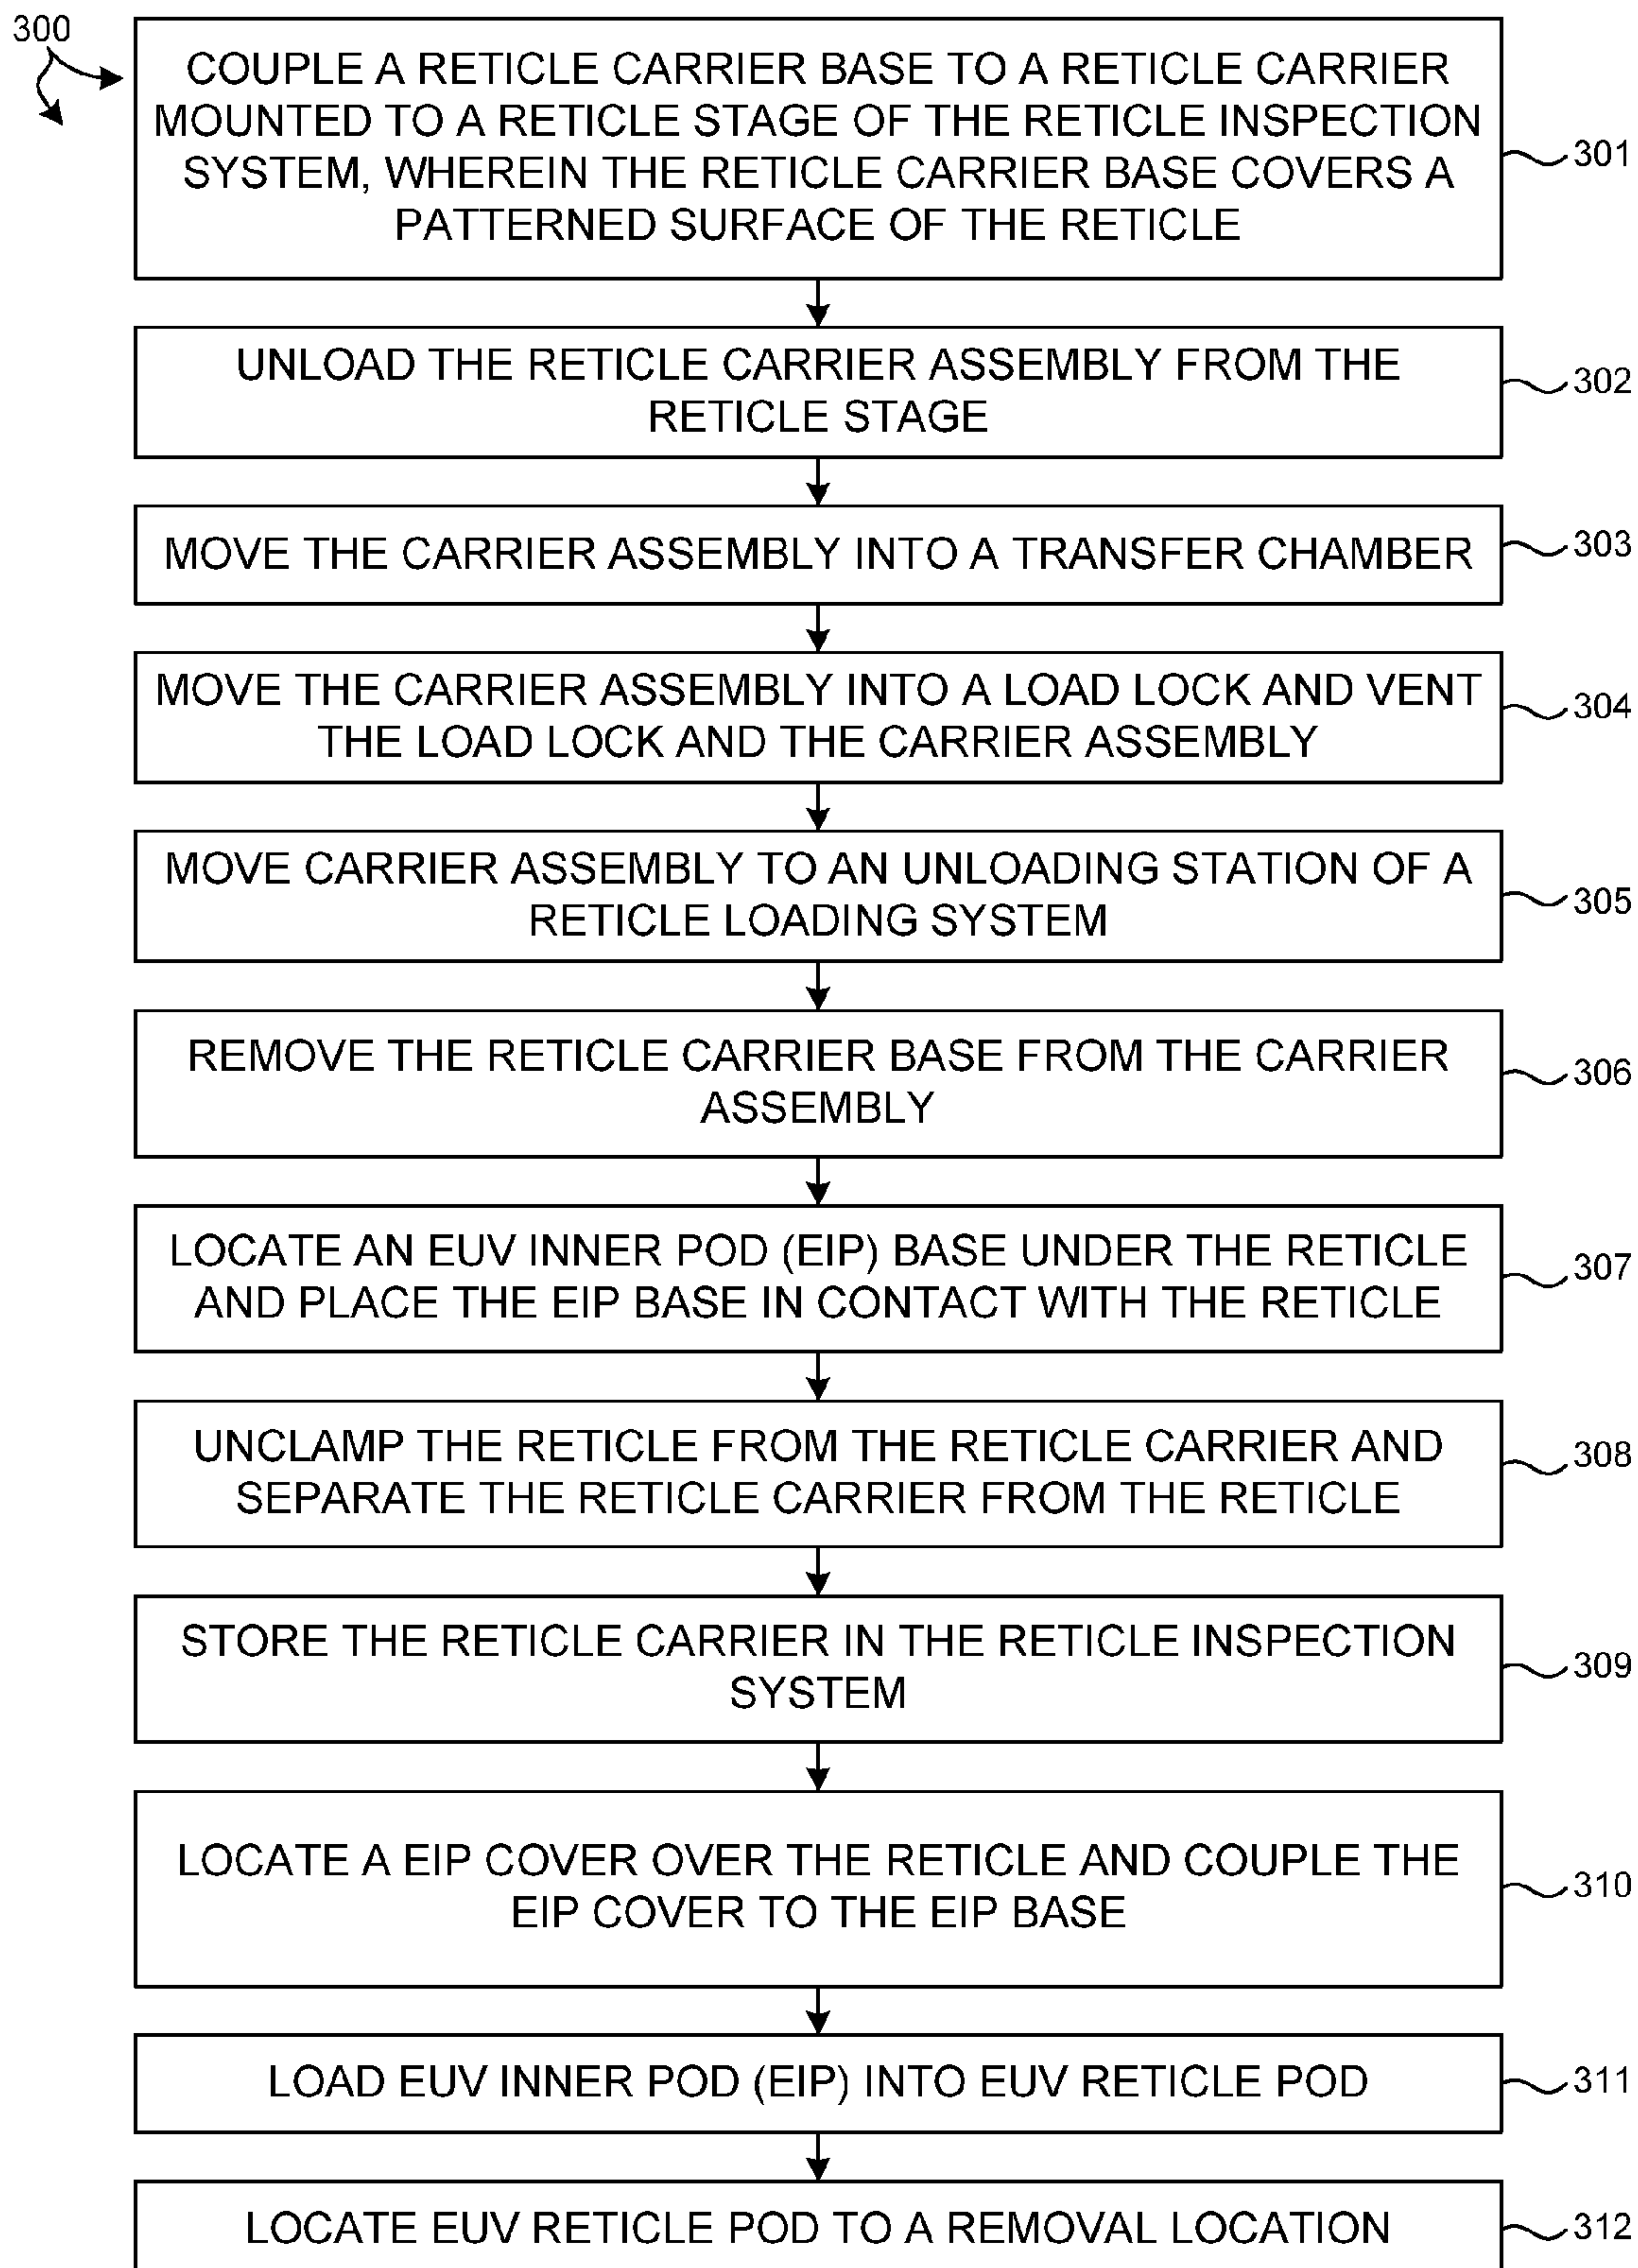 300
COUPLE A RETICLE CARRIER BASE TO A RETICLE CARRIER
MOUNTED TO A RETICLE STAGE OF THE RETICLE INSPECTION
SYSTEM, WHEREIN THE RETICLE CARRIER BASE COVERS A
PATTERNED SURFACE OF THE RETICLE
301
UNLOAD THE RETICLE CARRIER ASSEMBLY FROM THE
RETICLE STAGE
302
MOVE THE CARRIER ASSEMBLY INTO A TRANSFER CHAMBER
303
MOVE THE CARRIER ASSEMBLY INTO A LOAD LOCK AND VENT
THE LOAD LOCK AND THE CARRIER ASSEMBLY
304
MOVE CARRIER ASSEMBLY TO AN UNLOADING STATION OF A
RETICLE LOADING SYSTEM
305
REMOVE THE RETICLE CARRIER BASE FROM THE CARRIER
ASSEMBLY
306
LOCATE AN EUV INNER POD (EIP) BASE UNDER THE RETICLE
AND PLACE THE EIP BASE IN CONTACT WITH THE RETICLE
307
UNCLAMP THE RETICLE FROM THE RETICLE CARRIER AND
SEPARATE THE RETICLE CARRIER FROM THE RETICLE
308
STORE THE RETICLE CARRIER IN THE RETICLE INSPECTION
SYSTEM
309
LOCATE A EIP COVER OVER THE RETICLE AND COUPLE THE
EIP COVER TO THE EIP BASE
310
LOAD EUV INNER POD (EIP) INTO EUV RETICLE POD
311
LOCATE EUV RETICLE POD TO A REMOVAL LOCATION
312